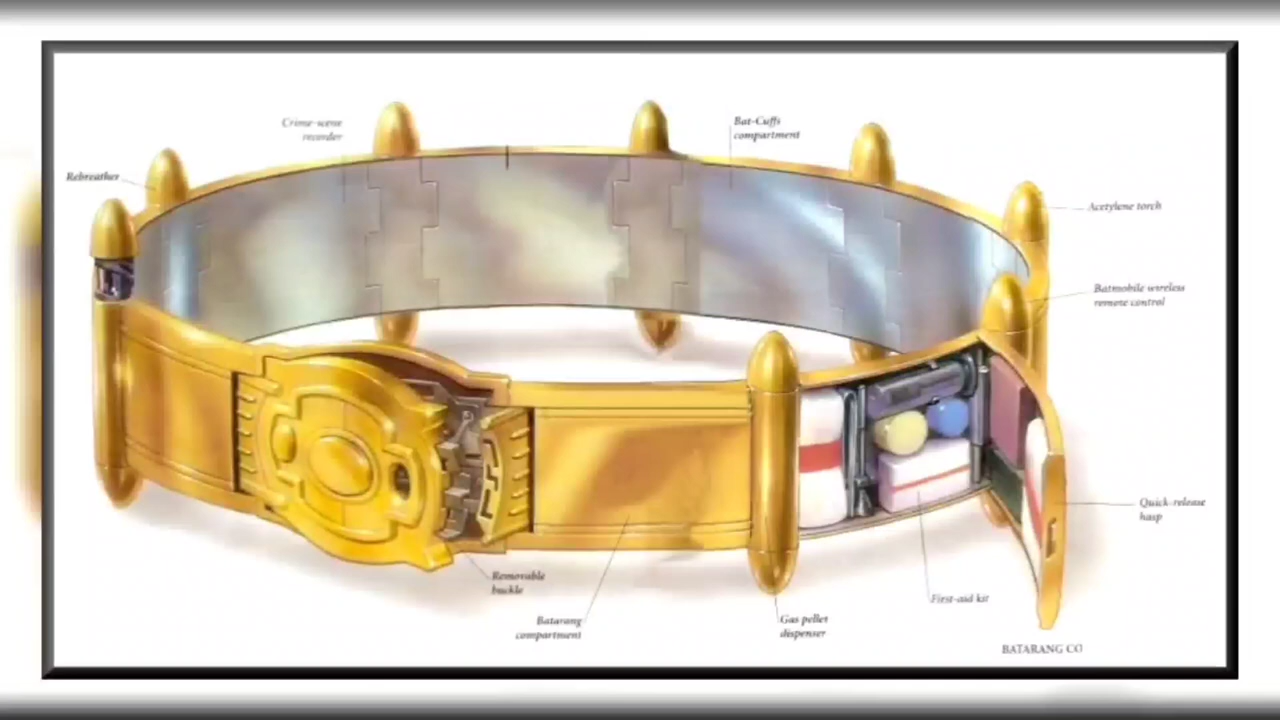 Crime-scene
recorder
Bat-Cuffs
compartment
Rebreather
Acetylene torch
Batmobile wireless
remote control
Quick-release
hasp
Removable
buckle
First-aid kit
Batarang
compartment
Gas pellet
dispenser
BATARANG CO